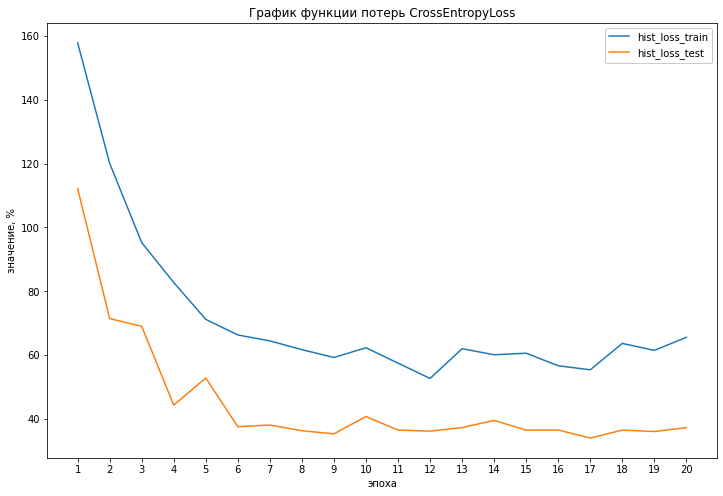 График функции потерь CrossEntropyLoss
hist_loss_train
hist_loss_test
значение, %
160
140
120
100
80
60
40
1 2 3 4 5 6 7 8 9 10 11 12 13 14 15 16 17 18 19 20
эпоха